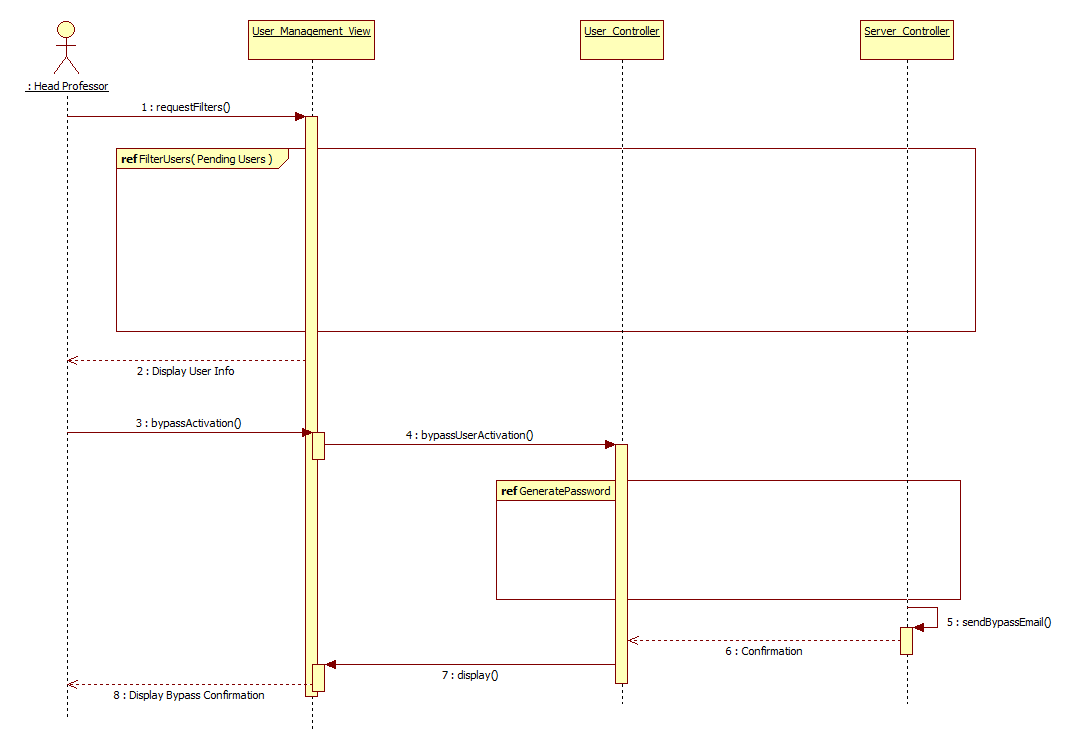 User_Management_View
User_Controller
Server_Controller
: Head Professor
1 : requestFilters()
ref FilterUsers( Pending Users )
2 : Display User Info
3 : bypassActivation()
4 : bypassUserActivation()
ref GeneratePassword
5 : sendBypassEmail()
6 : Confirmation
7 : display()
8 : Display Bypass Confirmation